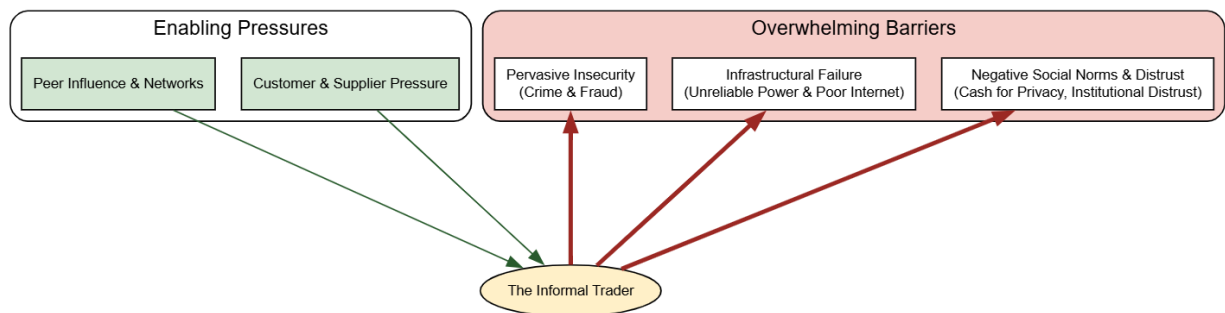 Enabling Pressures
Peer Influence & Networks
Customer & Supplier Pressure
Overwhelming Barriers
Pervasive Insecurity
(Crime & Fraud)
Infrastructural Failure
(Unreliable Power & Poor Internet)
Negative Social Norms & Distrust
(Cash for Privacy, Institutional Distrust)
The Informal Trader